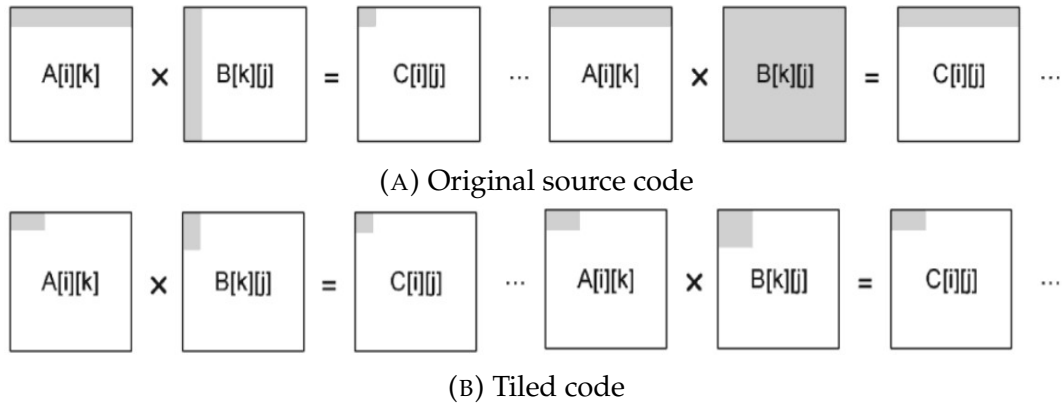 A[i][k] × B[k][j] = C[i][j] ... A[i][k] × B[k][j] = C[i][j] ...
(A) Original source code
A[i][k] × B[k][j] = C[i][j] ... A[i][k] × B[k][j] = C[i][j] ...
(B) Tiled code